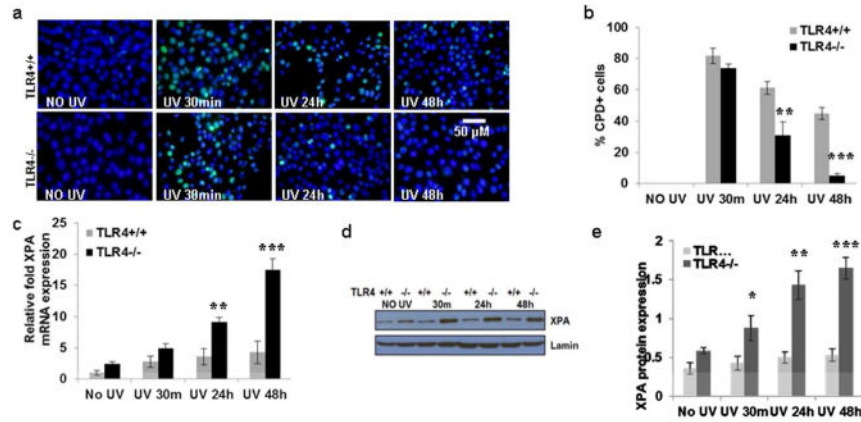 a
TLR4+/+
NO UV
UV 30min
UV 24h
UV 48h
50 µM
TLR4-/-
NO UV
UV 30min
UV 24h
UV 48h
b
TLR4+/+
TLR4-/-
% CPD+ cells
100
80
60
40
20
0
**
***
NO UV UV 30m UV 24h UV 48h
c
TLR4+/+
TLR4-/-
Relative fold XPA
mRNA expression
25
20
15
10
5
0
**
***
No UV UV 30m UV 24h UV 48h
d
TLR4 +/+ -/- +/+ -/- +/+ -/- +/+ -/-
NO UV 30m 24h 48h
XPA
Lamin
e
TLR...
TLR4-/-
XPA protein expression
2
1.5
1
0.5
0
*
**
***
No UV UV 30m UV 24h UV 48h